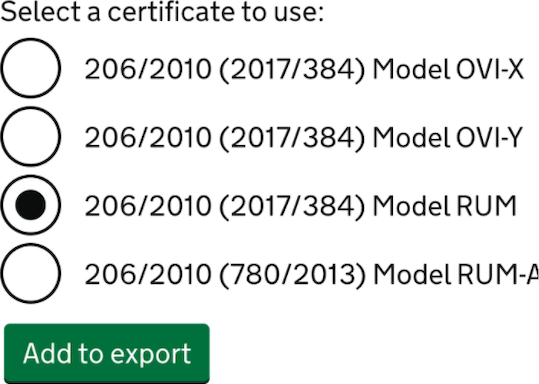 Select a certificate to use:
206/2010 (2017/384) Model OVI-X
206/2010 (2017/384) Model OVI-Y
206/2010 (2017/384) Model RUM
206/2010 (780/2013) Model RUM-A
Add to export